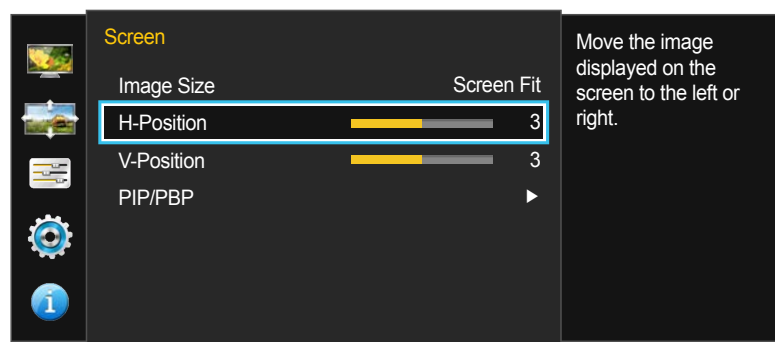 Screen
Image Size Screen Fit
H-Position 3
V-Position 3
PIP/PBP
Move the image
displayed on the
screen to the left or
right.
i